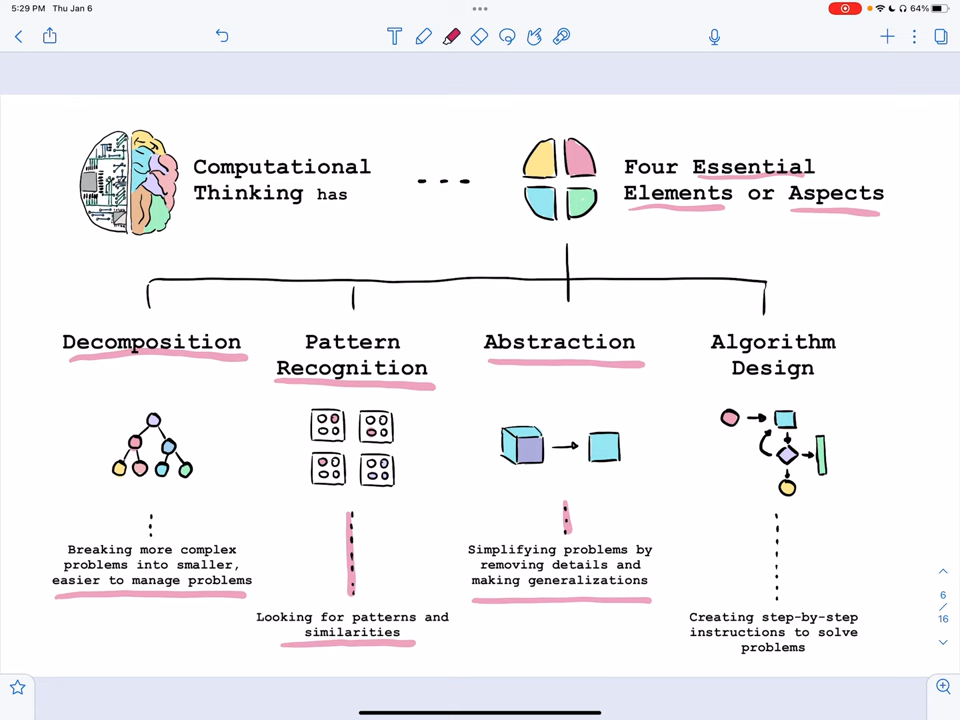 5:29 PM Thu Jan 6
64%
Computational
Thinking has
Four Essential
Elements or Aspects
Decomposition
Pattern
Recognition
Abstraction
Algorithm
Design
Breaking more complex
problems into smaller,
easier to manage problems
Looking for patterns and
similarities
Simplifying problems by
removing details and
making generalizations
Creating step-by-step
instructions to solve
problems
6
/
16